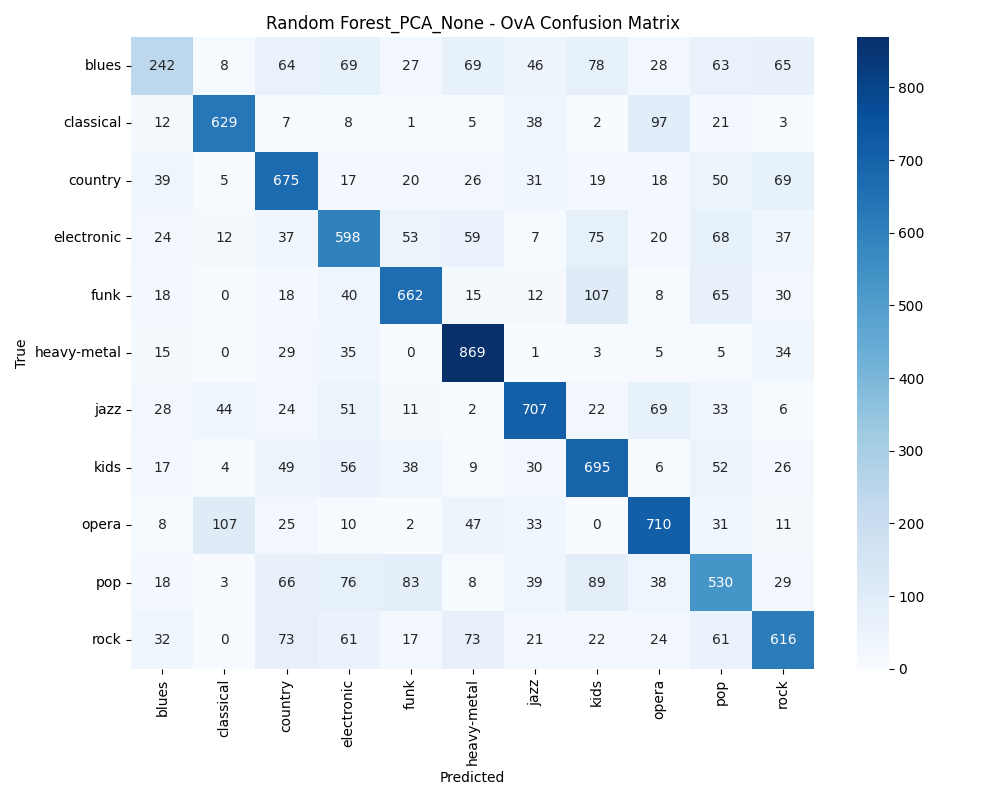 Random Forest_PCA_None - OvA Confusion Matrix
blues 242 8 64 69 27 69 46 78 28 63 65
classical 12 629 7 8 1 5 38 2 97 21 3
country 39 5 675 17 20 26 31 19 18 50 69
electronic 24 12 37 598 53 59 7 75 20 68 37
funk 18 0 18 40 662 15 12 107 8 65 30
heavy-metal 15 0 29 35 0 869 1 3 5 5 34
jazz 28 44 24 51 11 2 707 22 69 33 6
kids 17 4 49 56 38 9 30 695 6 52 26
opera 8 107 25 10 2 47 33 0 710 31 11
pop 18 3 66 76 83 8 39 89 38 530 29
rock 32 0 73 61 17 73 21 22 24 61 616
True
blues classical country electronic funk heavy-metal jazz kids opera pop rock
Predicted
800
700
600
500
400
300
200
100
0